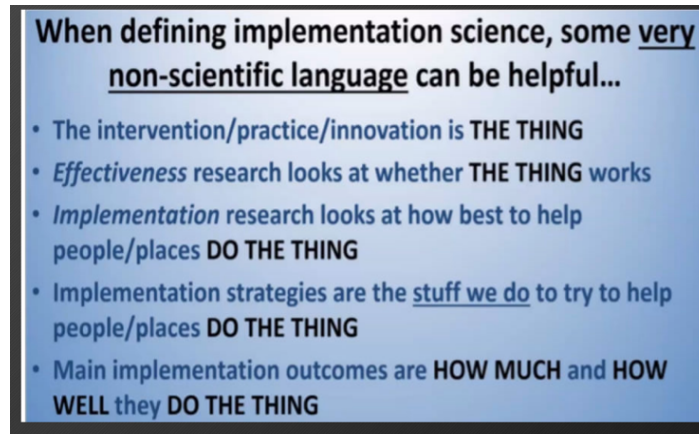 When defining implementation science, some very
non-scientific language can be helpful...
• The intervention/practice/innovation is THE THING
• Effectiveness research looks at whether THE THING works
• Implementation research looks at how best to help
people/places DO THE THING
• Implementation strategies are the stuff we do to try to help
people/places DO THE THING
• Main implementation outcomes are HOW MUCH and HOW
WELL they DO THE THING